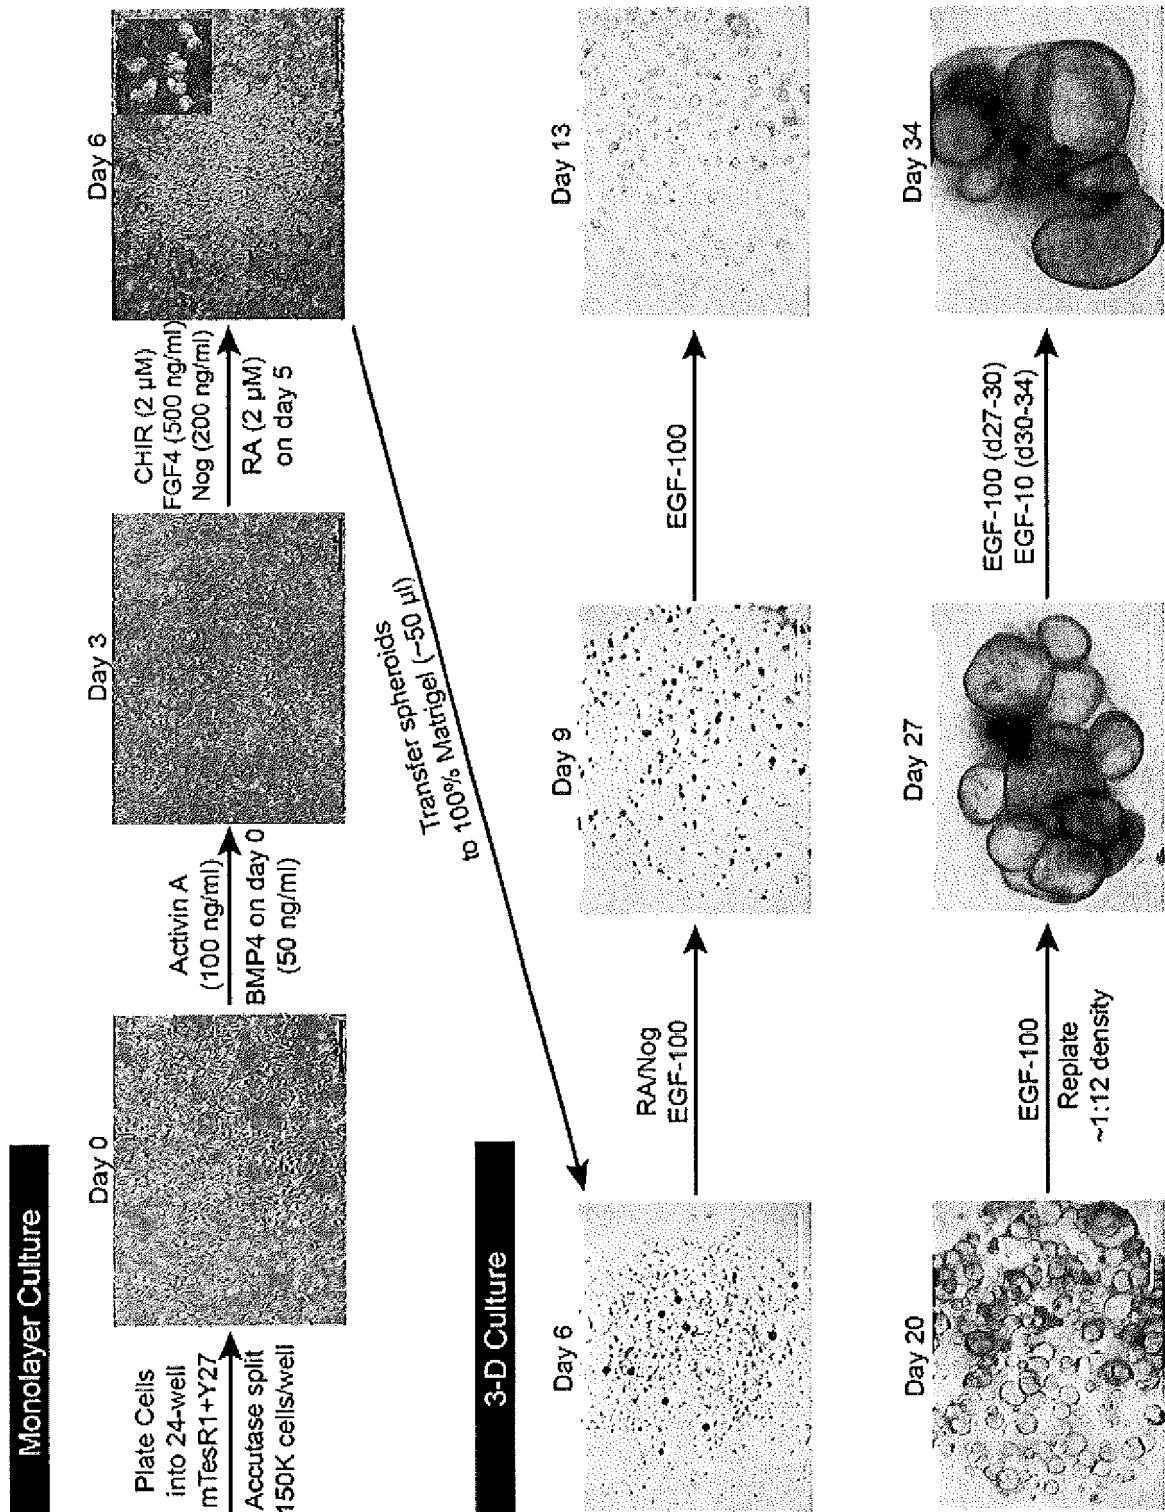 Monolayer Culture
Plate Cells
into 24-well
mTesR1+Y27
Accutase split
150K cells/well
Day 0
Activin A
(100 ng/ml)
BMP4 on day 0
(50 ng/ml)
Day 3
CHIR (2 µM)
FGF4 (500 ng/ml)
Nog (200 ng/ml)
RA (2 µM)
on day 5
Day 6
Transfer spheroids
to 100% Matrigel (~50 µl)
3-D Culture
Day 6
RA/Nog
EGF-100
Day 9
EGF-100
Day 13
Day 20
EGF-100
Replate
~1:12 density
Day 27
EGF-100 (d27-30)
EGF-10 (d30-34)
Day 34